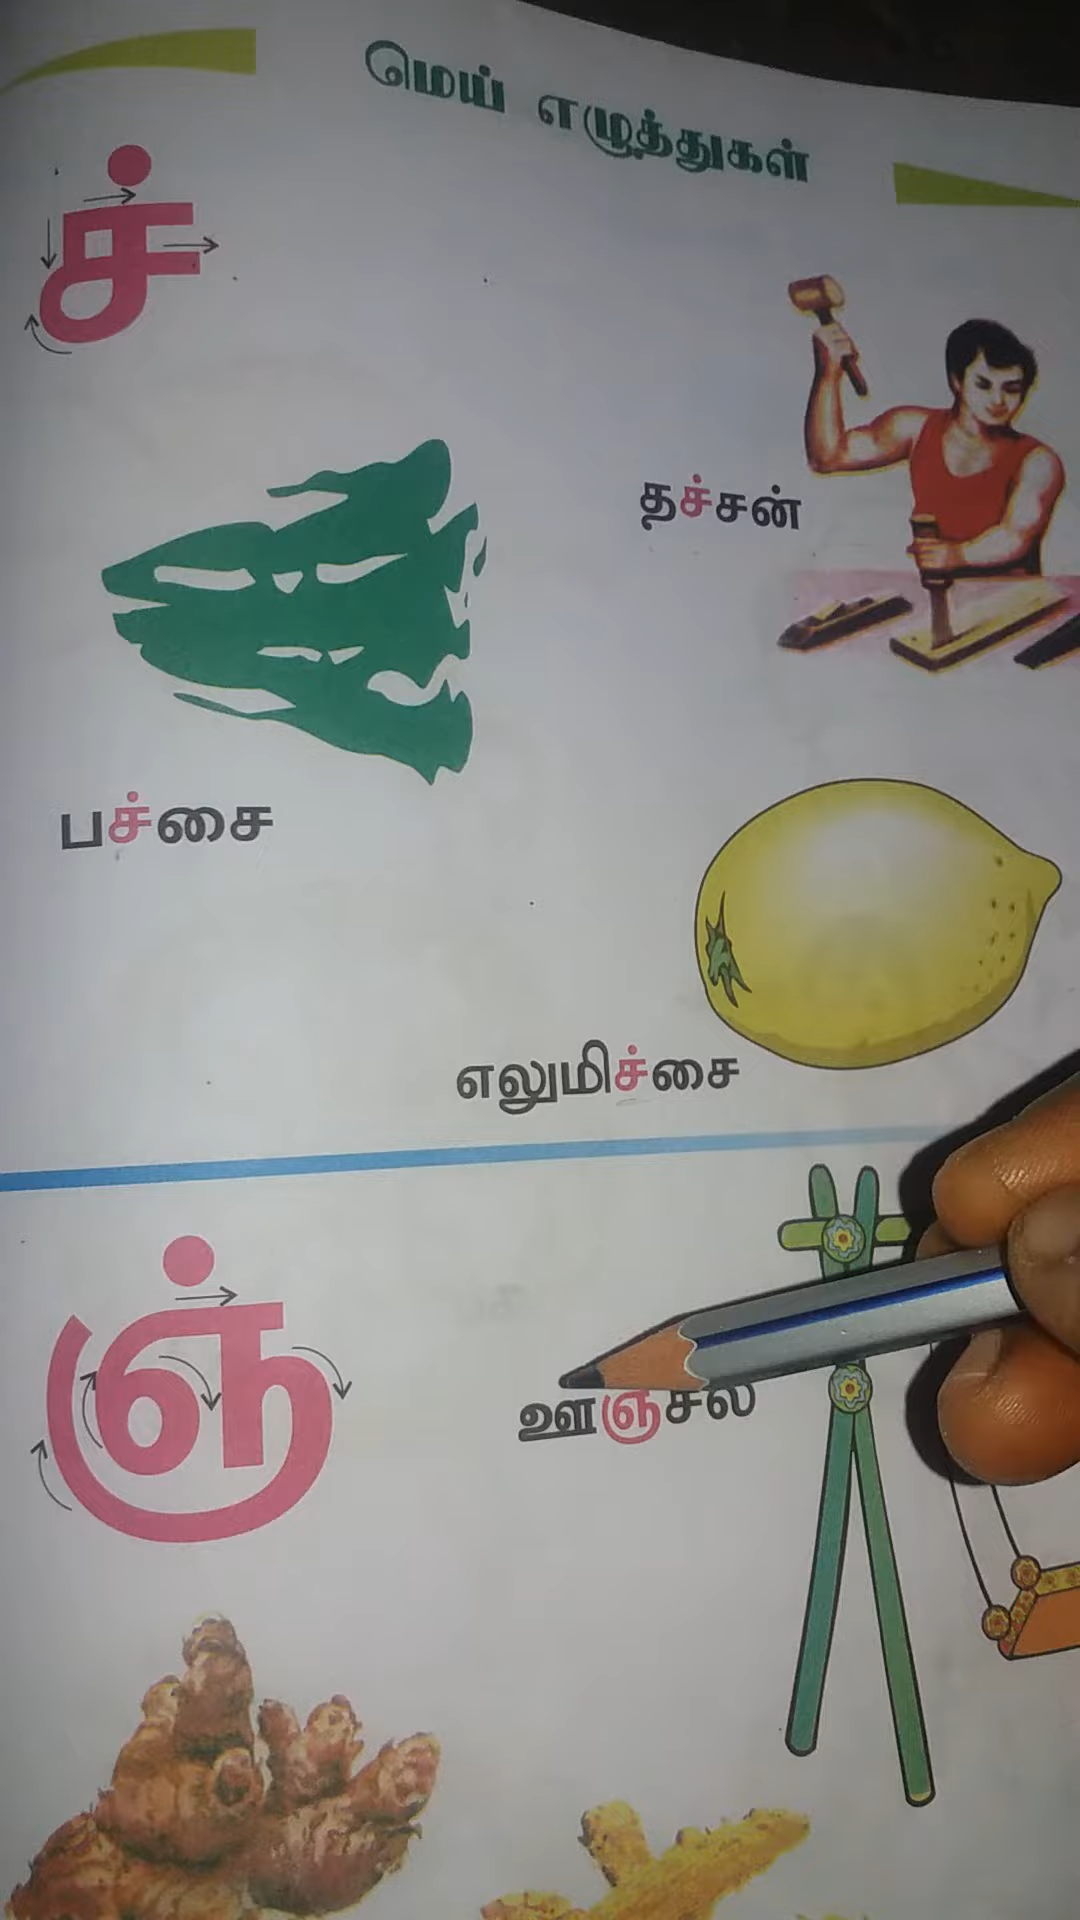 மெய் எழுத்துகள்
ச்
தச்சன்
பச்சை
எலுமிச்சை
ஞ்
ஊஞ்சல்